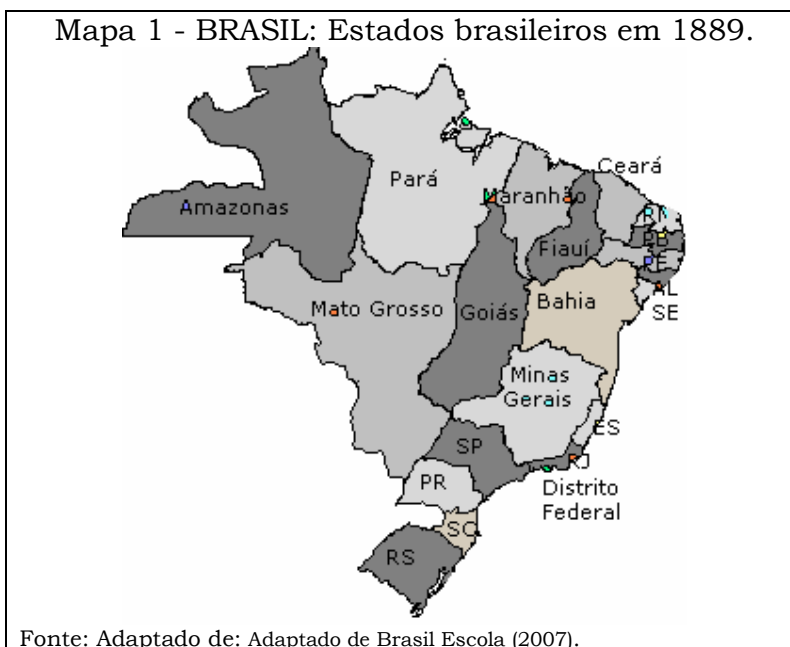 Mapa 1 - BRASIL: Estados brasileiros em 1889.
Ceará
Pará
Maranhão
Amazonas
RN
PB
Fiauí
PE
Mato Grosso
Goiás
Bahia
AL
SE
Minas
Gerais
ES
SP
RJ
PR
Distrito
Federal
SC
RS
Fonte: Adaptado de: Adaptado de Brasil Escola (2007).